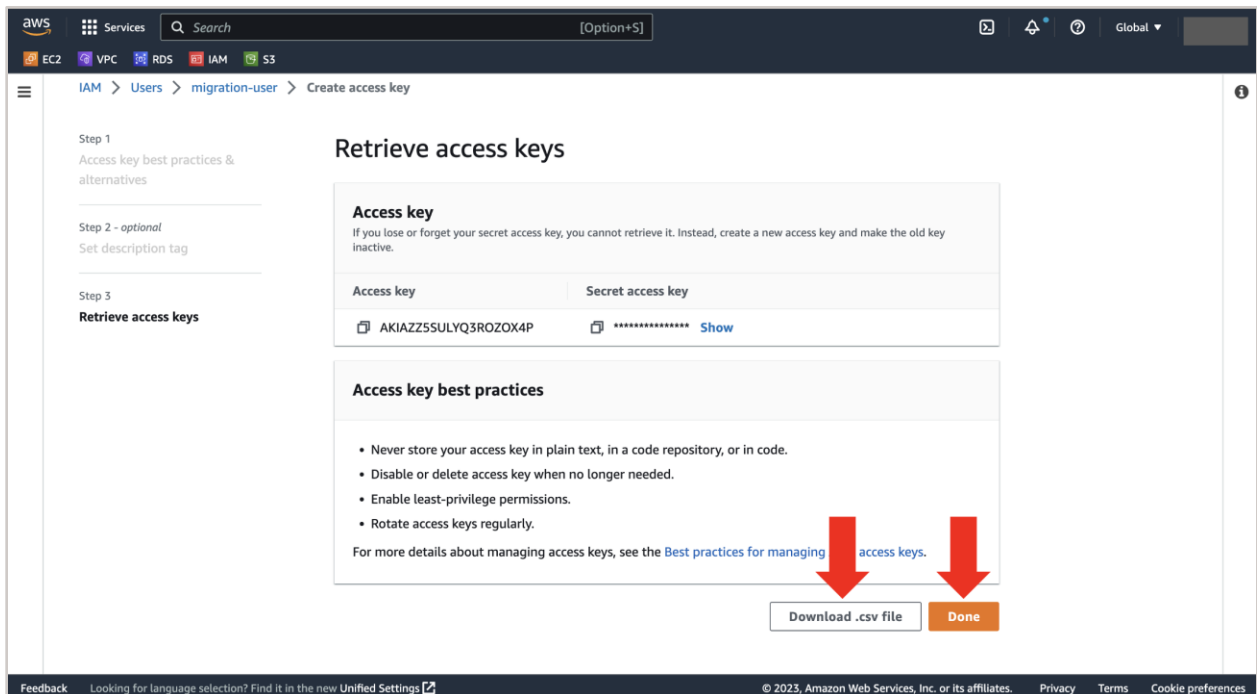 aws Services Search [Option+S] Global ▼
EC2 VPC RDS IAM S3
IAM > Users > migration-user > Create access key
Step 1
Access key best practices &
alternatives
Step 2 - optional
Set description tag
Step 3
Retrieve access keys
Retrieve access keys
Access key
If you lose or forget your secret access key, you cannot retrieve it. Instead, create a new access key and make the old key
inactive.
Access key Secret access key
AKIAZZ5SULYQ3ROZOX4P *************** Show
Access key best practices
• Never store your access key in plain text, in a code repository, or in code.
• Disable or delete access key when no longer needed.
• Enable least-privilege permissions.
• Rotate access keys regularly.
For more details about managing access keys, see the Best practices for managing access keys.
Download .csv file Done
Feedback Looking for language selection? Find it in the new Unified Settings © 2023, Amazon Web Services, Inc. or its affiliates. Privacy Terms Cookie preferences